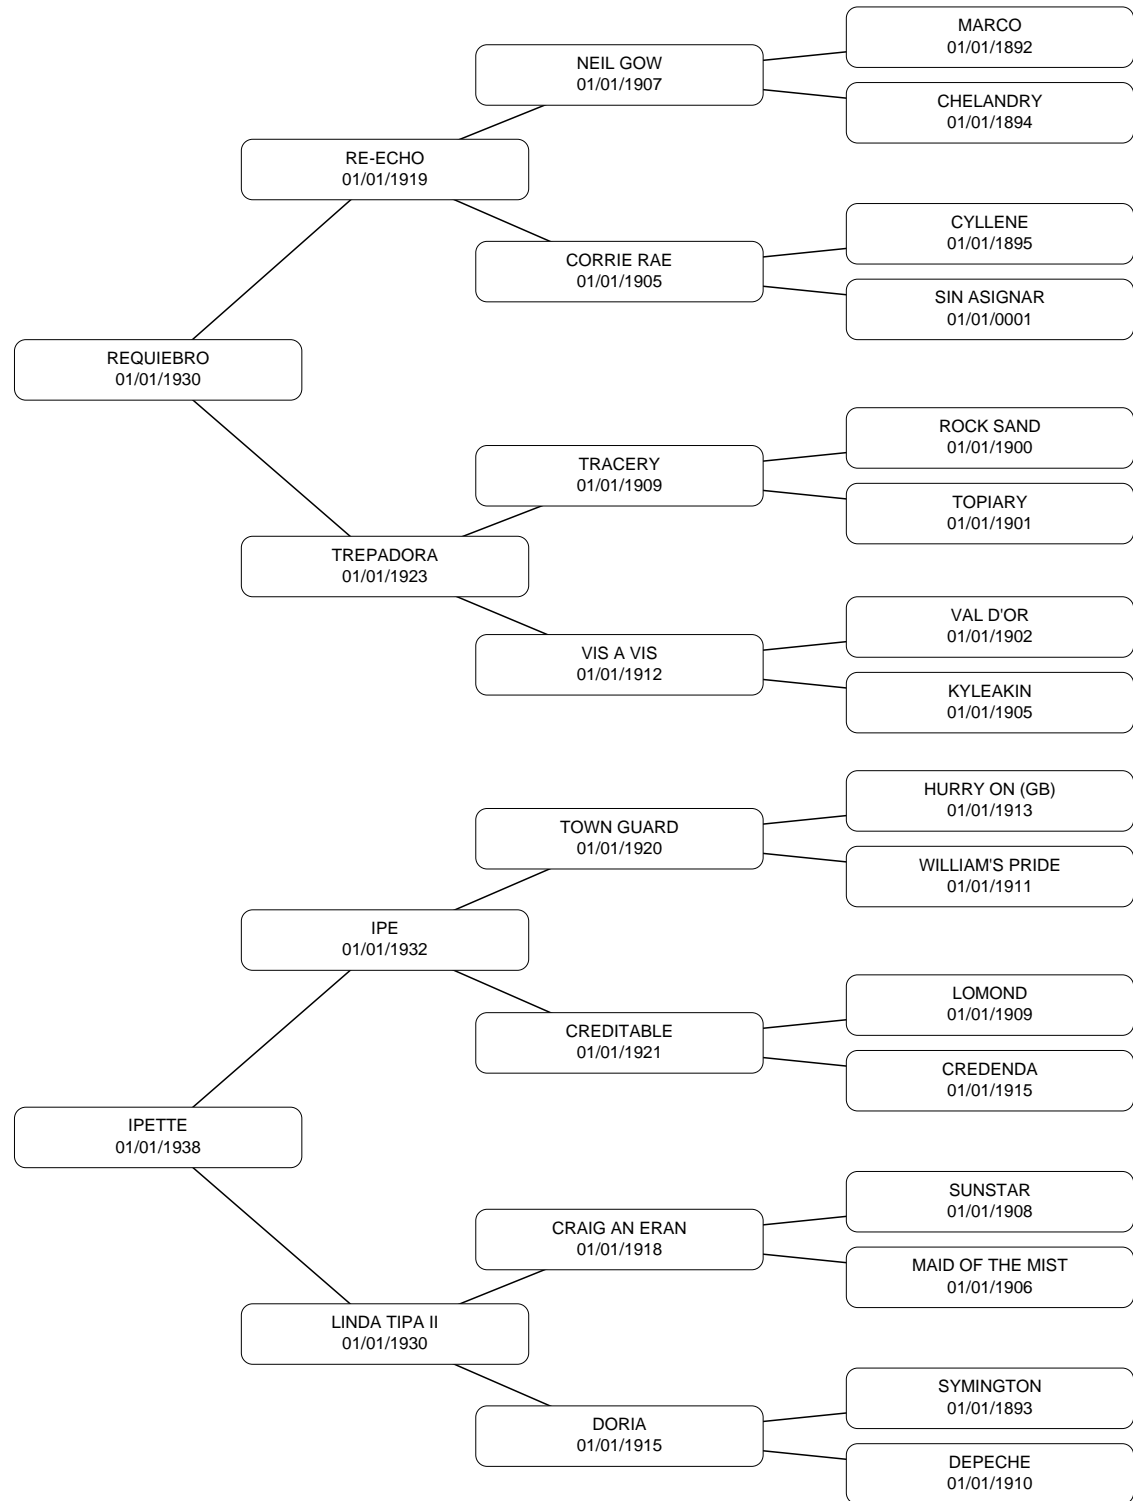 MARCO
01/01/1892
NEIL GOW
01/01/1907
CHELANDRY
01/01/1894
RE-ECHO
01/01/1919
CYLLENE
01/01/1895
CORRIE RAE
01/01/1905
SIN ASIGNAR
01/01/0001
REQUIEBRO
01/01/1930
ROCK SAND
01/01/1900
TRACERY
01/01/1909
TOPIARY
01/01/1901
TREPADORA
01/01/1923
VAL D'OR
01/01/1902
VIS A VIS
01/01/1912
KYLEAKIN
01/01/1905
HURRY ON (GB)
01/01/1913
TOWN GUARD
01/01/1920
WILLIAM'S PRIDE
01/01/1911
IPE
01/01/1932
LOMOND
01/01/1909
CREDITABLE
01/01/1921
CREDENDA
01/01/1915
IPETTE
01/01/1938
SUNSTAR
01/01/1908
CRAIG AN ERAN
01/01/1918
MAID OF THE MIST
01/01/1906
LINDA TIPA II
01/01/1930
SYMINGTON
01/01/1893
DORIA
01/01/1915
DEPECHE
01/01/1910